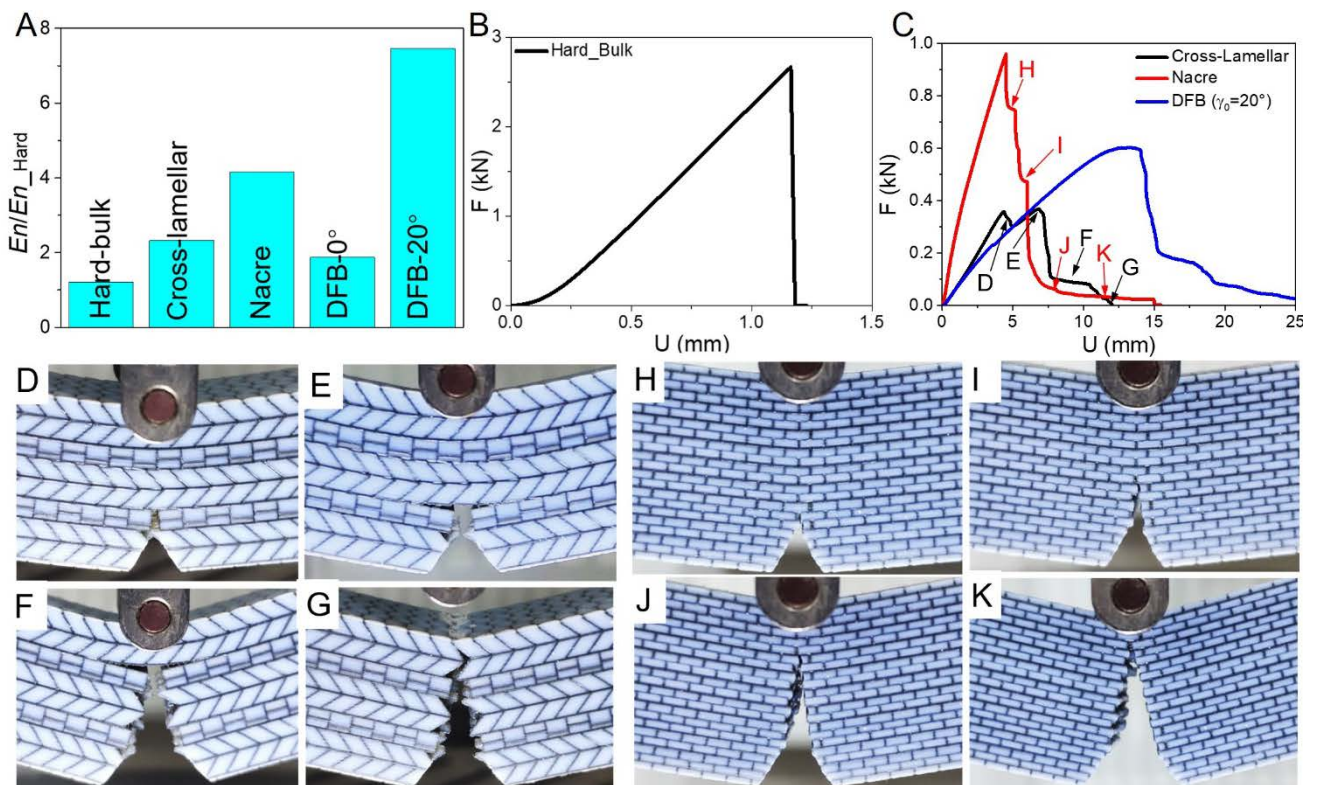 A
En/En_Hard
8
6
4
2
0
Hard-bulk
Cross-lamellar
Nacre
DFB-0°
DFB-20°
B
F (kN)
3
2
1
0
Hard_Bulk
0.0 0.5 1.0 1.5
U (mm)
C
F (kN)
1.0
0.8
0.6
0.4
0.2
0.0
Cross-Lamellar
Nacre
DFB (γ₀=20°)
H
I
J
K
D
E
F
G
0 5 10 15 20 25
U (mm)
D
E
H
I
F
G
J
K